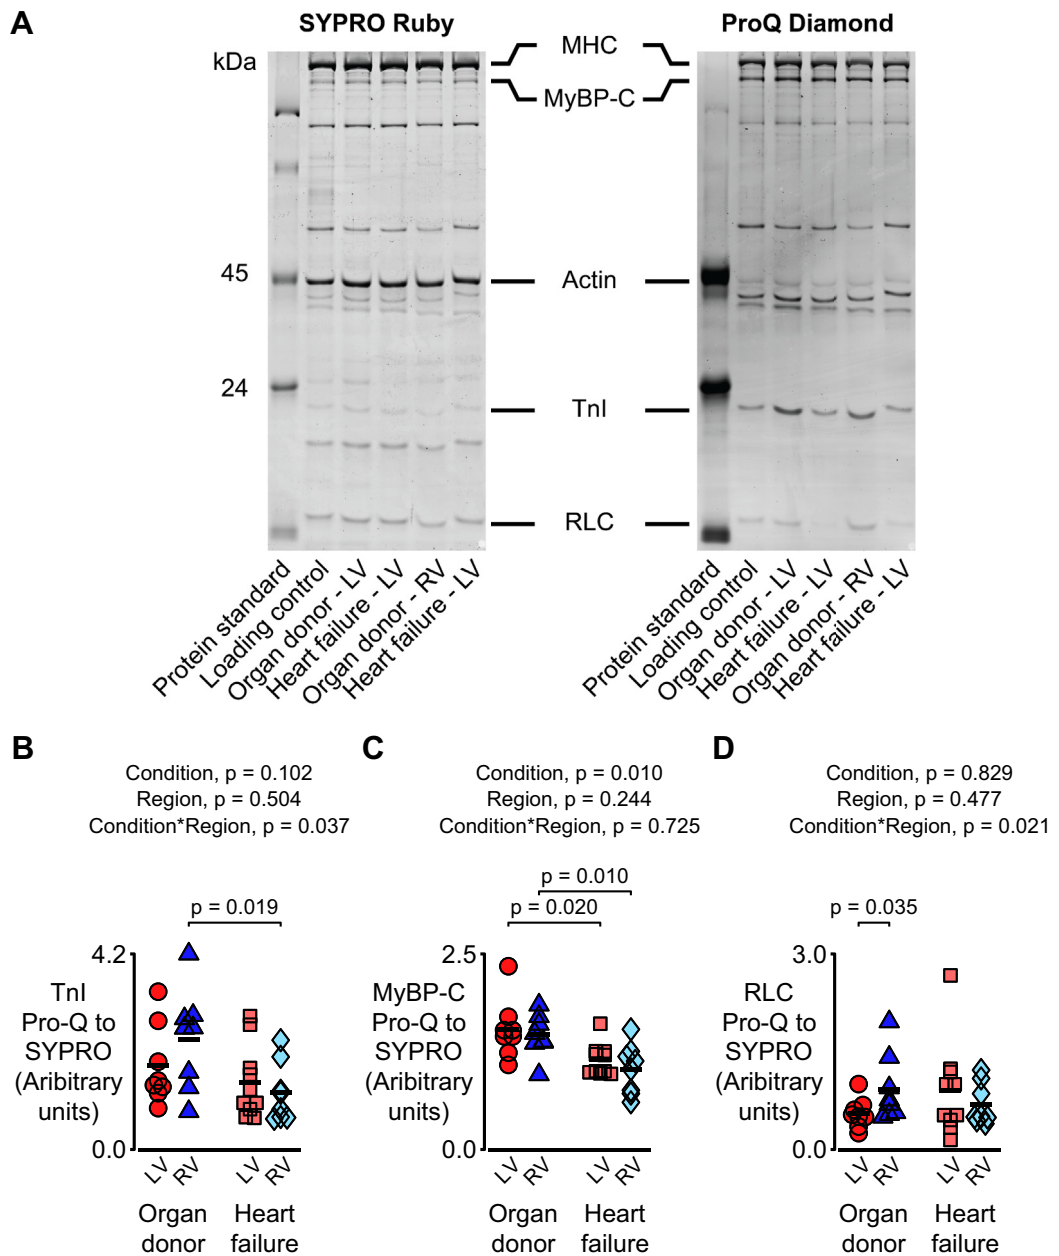 A
SYPRO Ruby
ProQ Diamond
kDa
MHC
MyBP-C
45
Actin
24
TnI
RLC
Protein standard
Loading control
Organ donor - LV
Heart failure - LV
Organ donor - RV
Heart failure - LV
Protein standard
Loading control
Organ donor - LV
Heart failure - LV
Organ donor - RV
Heart failure - LV
B
Condition, p = 0.102
Region, p = 0.504
Condition*Region, p = 0.037
p = 0.019
4.2
TnI
Pro-Q to
SYPRO
(Aribitrary
units)
0.0
LV
RV
LV
RV
Organ
donor
Heart
failure
C
Condition, p = 0.010
Region, p = 0.244
Condition*Region, p = 0.725
p = 0.010
p = 0.020
2.5
MyBP-C
Pro-Q to
SYPRO
(Aribitrary
units)
0.0
LV
RV
LV
RV
Organ
donor
Heart
failure
D
Condition, p = 0.829
Region, p = 0.477
Condition*Region, p = 0.021
p = 0.035
3.0
RLC
Pro-Q to
SYPRO
(Aribitrary
units)
0.0
LV
RV
LV
RV
Organ
donor
Heart
failure